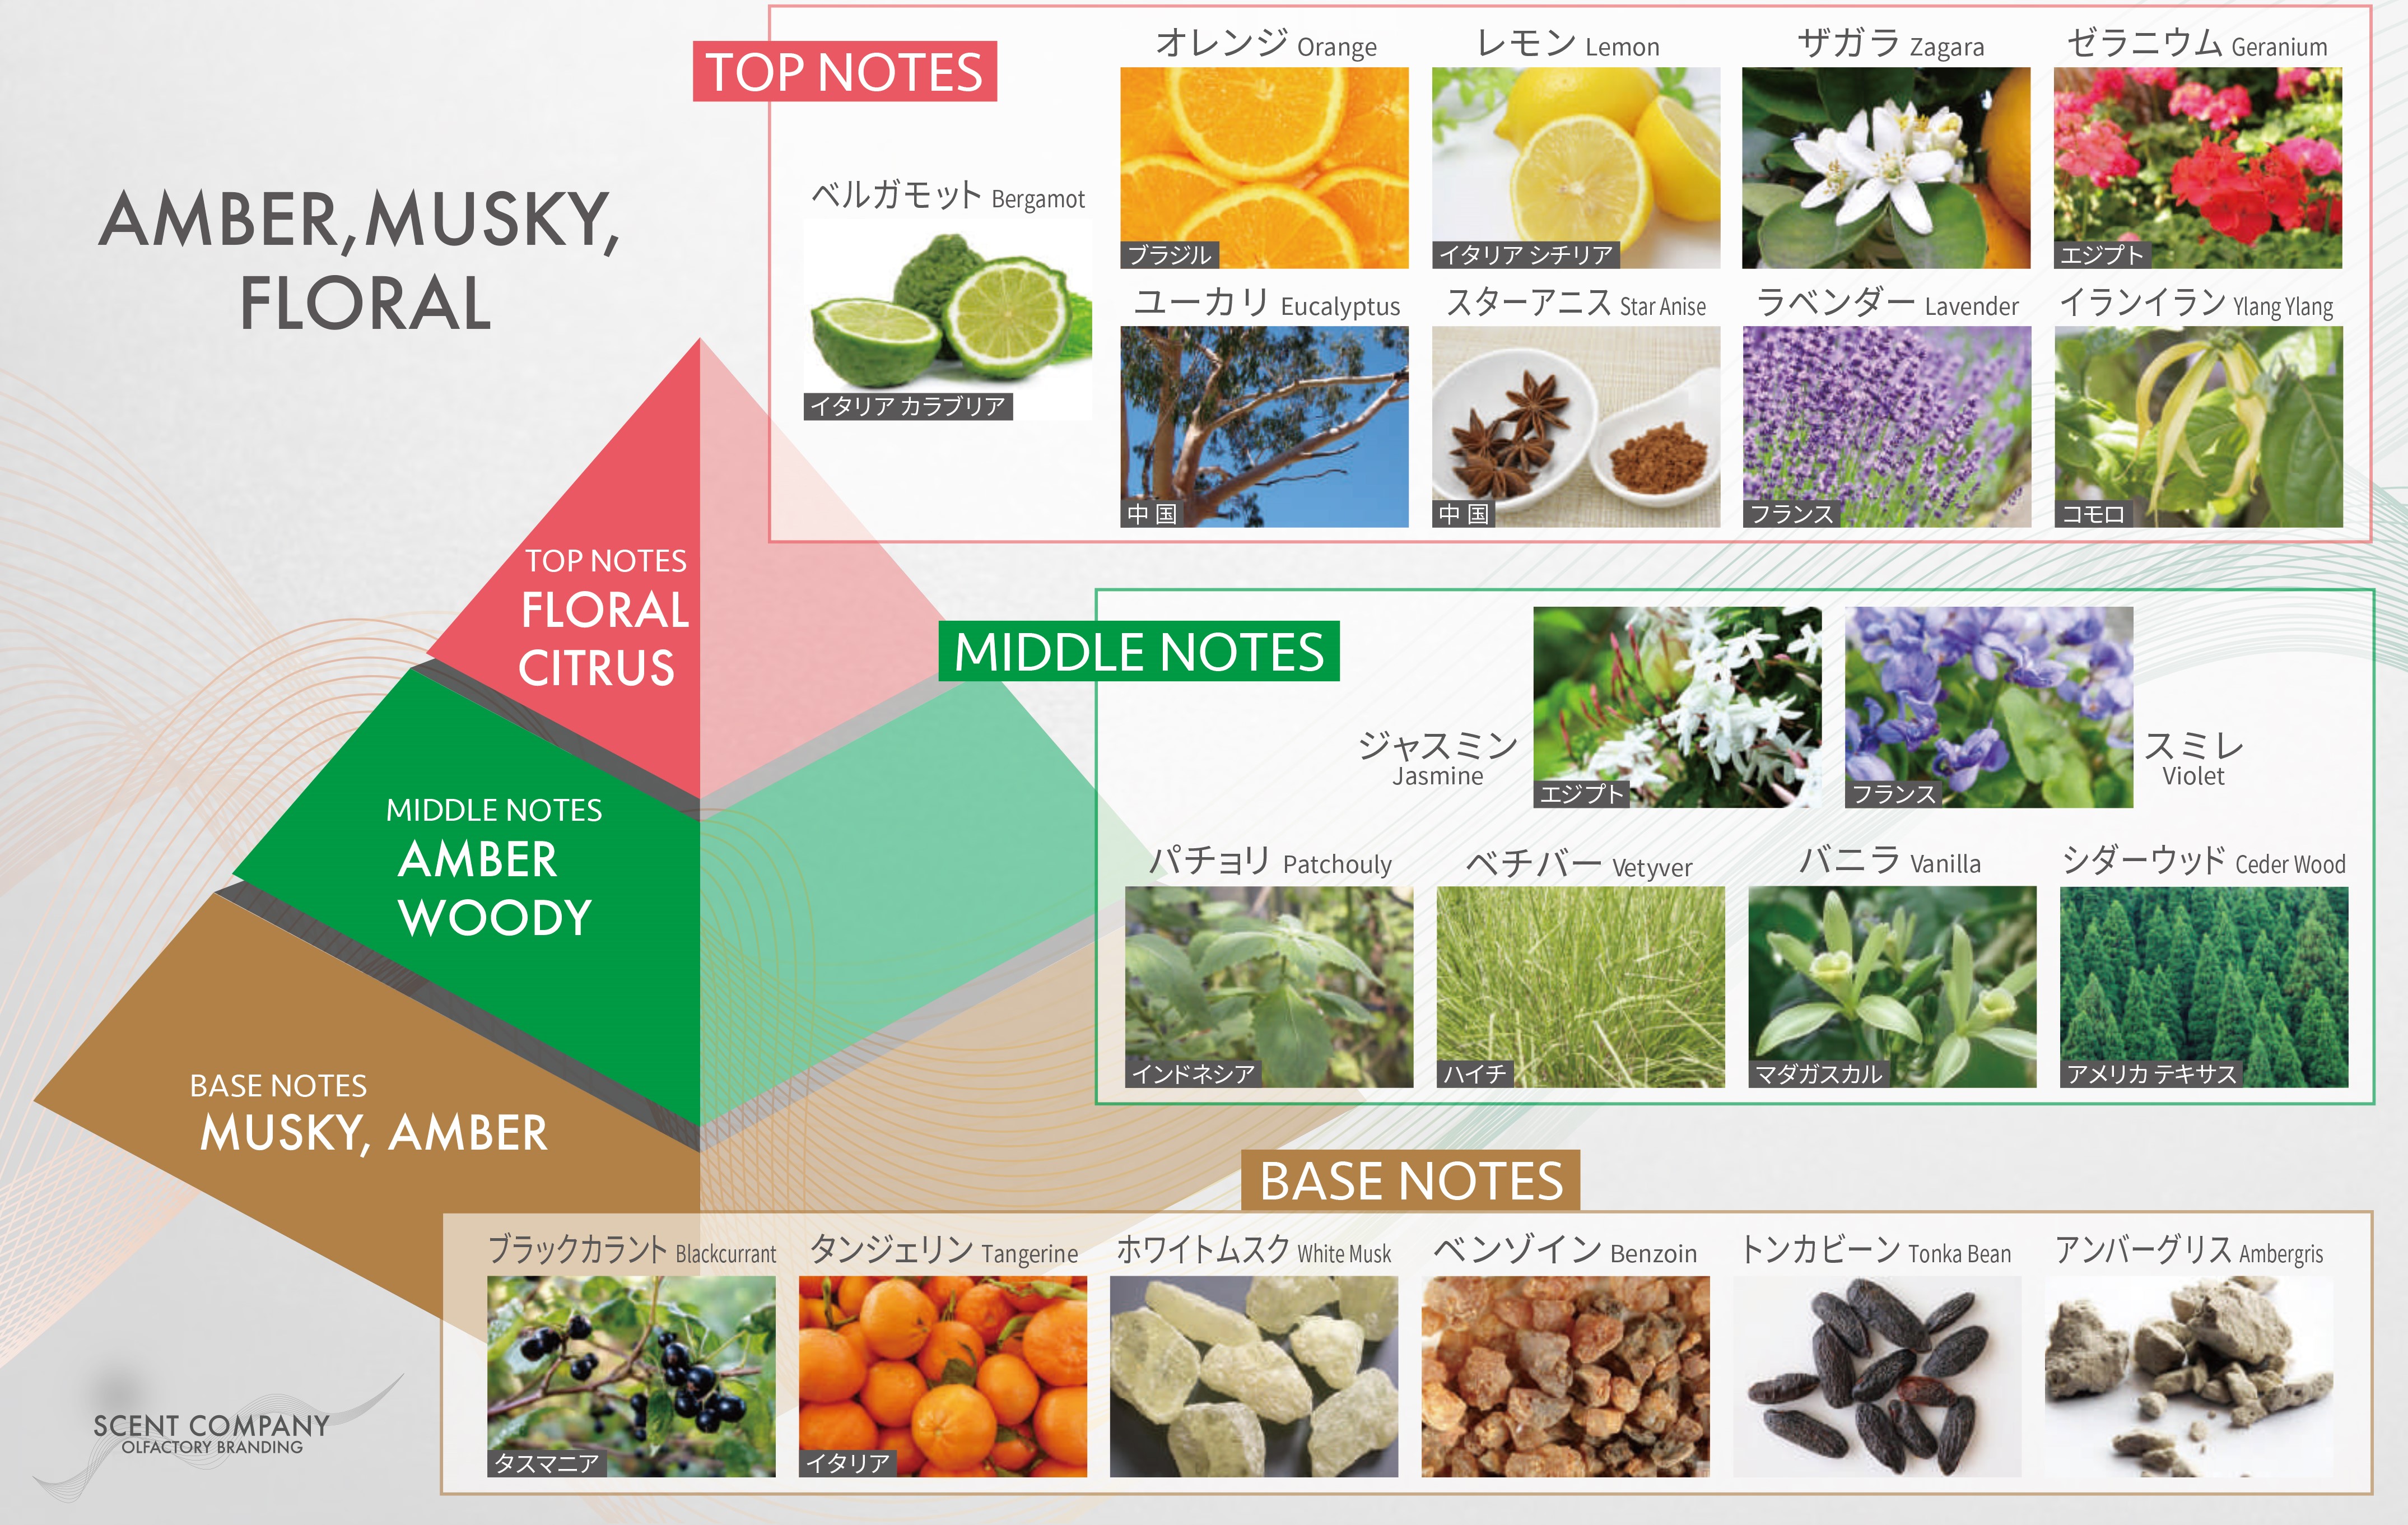 AMBER,MUSKY,
FLORAL
TOP NOTES
FLORAL
CITRUS
MIDDLE NOTES
AMBER
WOODY
BASE NOTES
MUSKY, AMBER
TOP NOTES
ベルガモット Bergamot
イタリア カラブリア
オレンジ Orange
ブラジル
レモン Lemon
イタリア シチリア
ザガラ Zagara
ゼラニウム Geranium
エジプト
ユーカリ Eucalyptus
中国
スターアニス Star Anise
中国
ラベンダー Lavender
フランス
イランイラン Ylang Ylang
コモロ
MIDDLE NOTES
ジャスミン
Jasmine
エジプト
フランス
スミレ
Violet
パチョリ Patchouly
インドネシア
ベチバー Vetyver
ハイチ
バニラ Vanilla
マダガスカル
シダーウッド Ceder Wood
アメリカ テキサス
BASE NOTES
ブラックカラント Blackcurrant
タスマニア
タンジェリン Tangerine
イタリア
ホワイトムスク White Musk
ベンゾイン Benzoin
トンカビーン Tonka Bean
アンバーグリス Ambergris
SCENT COMPANY
OLFACTORY BRANDING